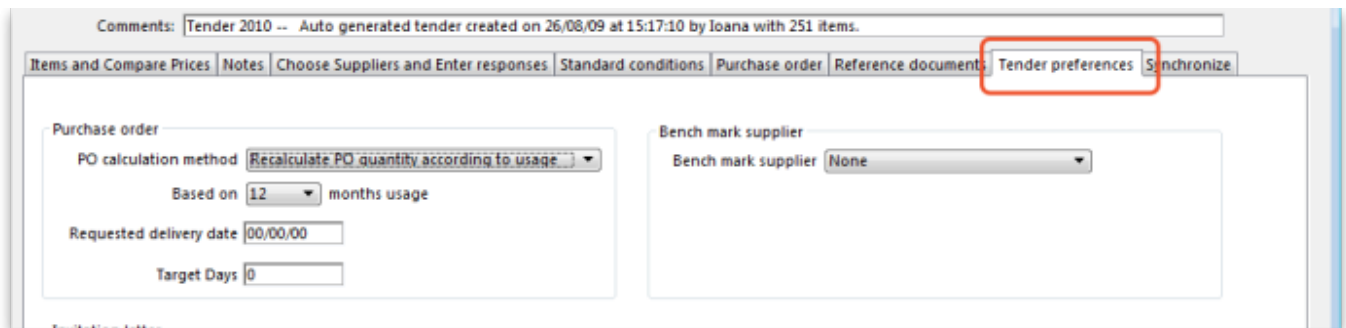 Comments: Tender 2010 -- Auto generated tender created on 26/08/09 at 15:17:10 by Ioana with 251 items.
Items and Compare Prices Notes Choose Suppliers and Enter responses Standard conditions Purchase order Reference documents Tender preferences Synchronize
Purchase order
PO calculation method Recalculate PO quantity according to usage
Based on 12 months usage
Requested delivery date 00/00/00
Target Days 0
Bench mark supplier
Bench mark supplier None
Invitation letter